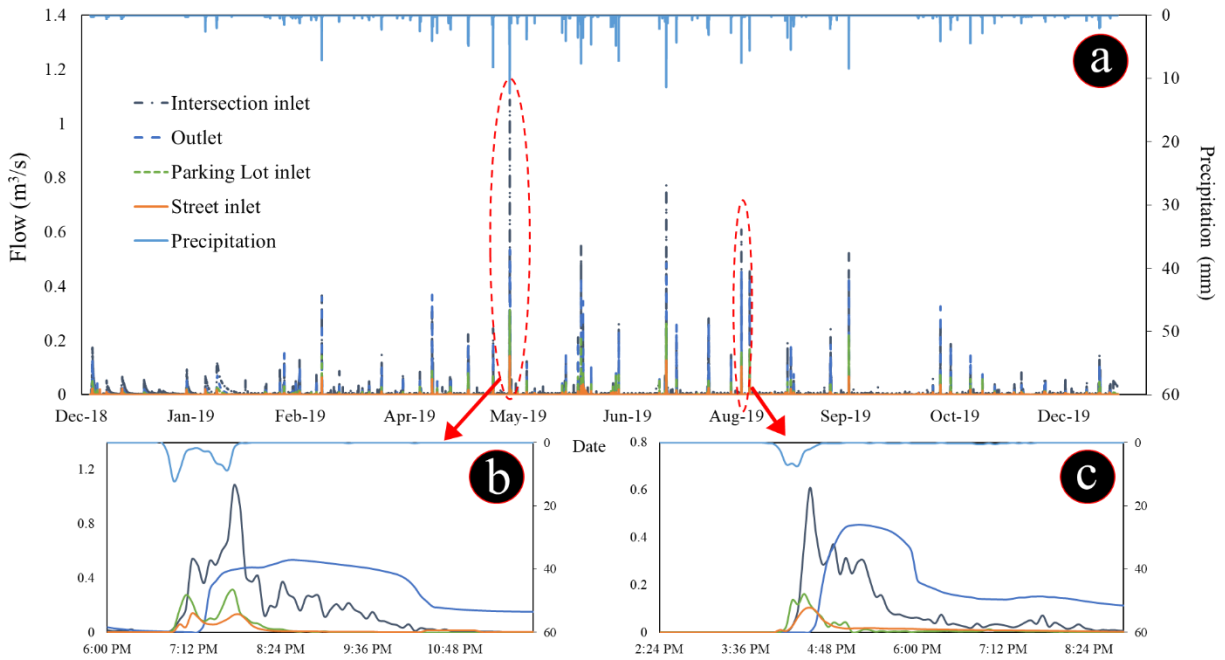 1.4
1.2
1
0.8
0.6
0.4
0.2
0
Flow (m³/s)
0
10
20
30
40
50
60
Precipitation (mm)
a
Intersection inlet
Outlet
Parking Lot inlet
Street inlet
Precipitation
Dec-18 Jan-19 Feb-19 Apr-19 May-19 Jun-19 Aug-19 Sep-19 Oct-19 Dec-19
Date
b
1.2
0.8
0.4
0
0
20
40
60
6:00 PM 7:12 PM 8:24 PM 9:36 PM 10:48 PM
c
0.8
0.6
0.4
0.2
0
0
20
40
60
2:24 PM 3:36 PM 4:48 PM 6:00 PM 7:12 PM 8:24 PM